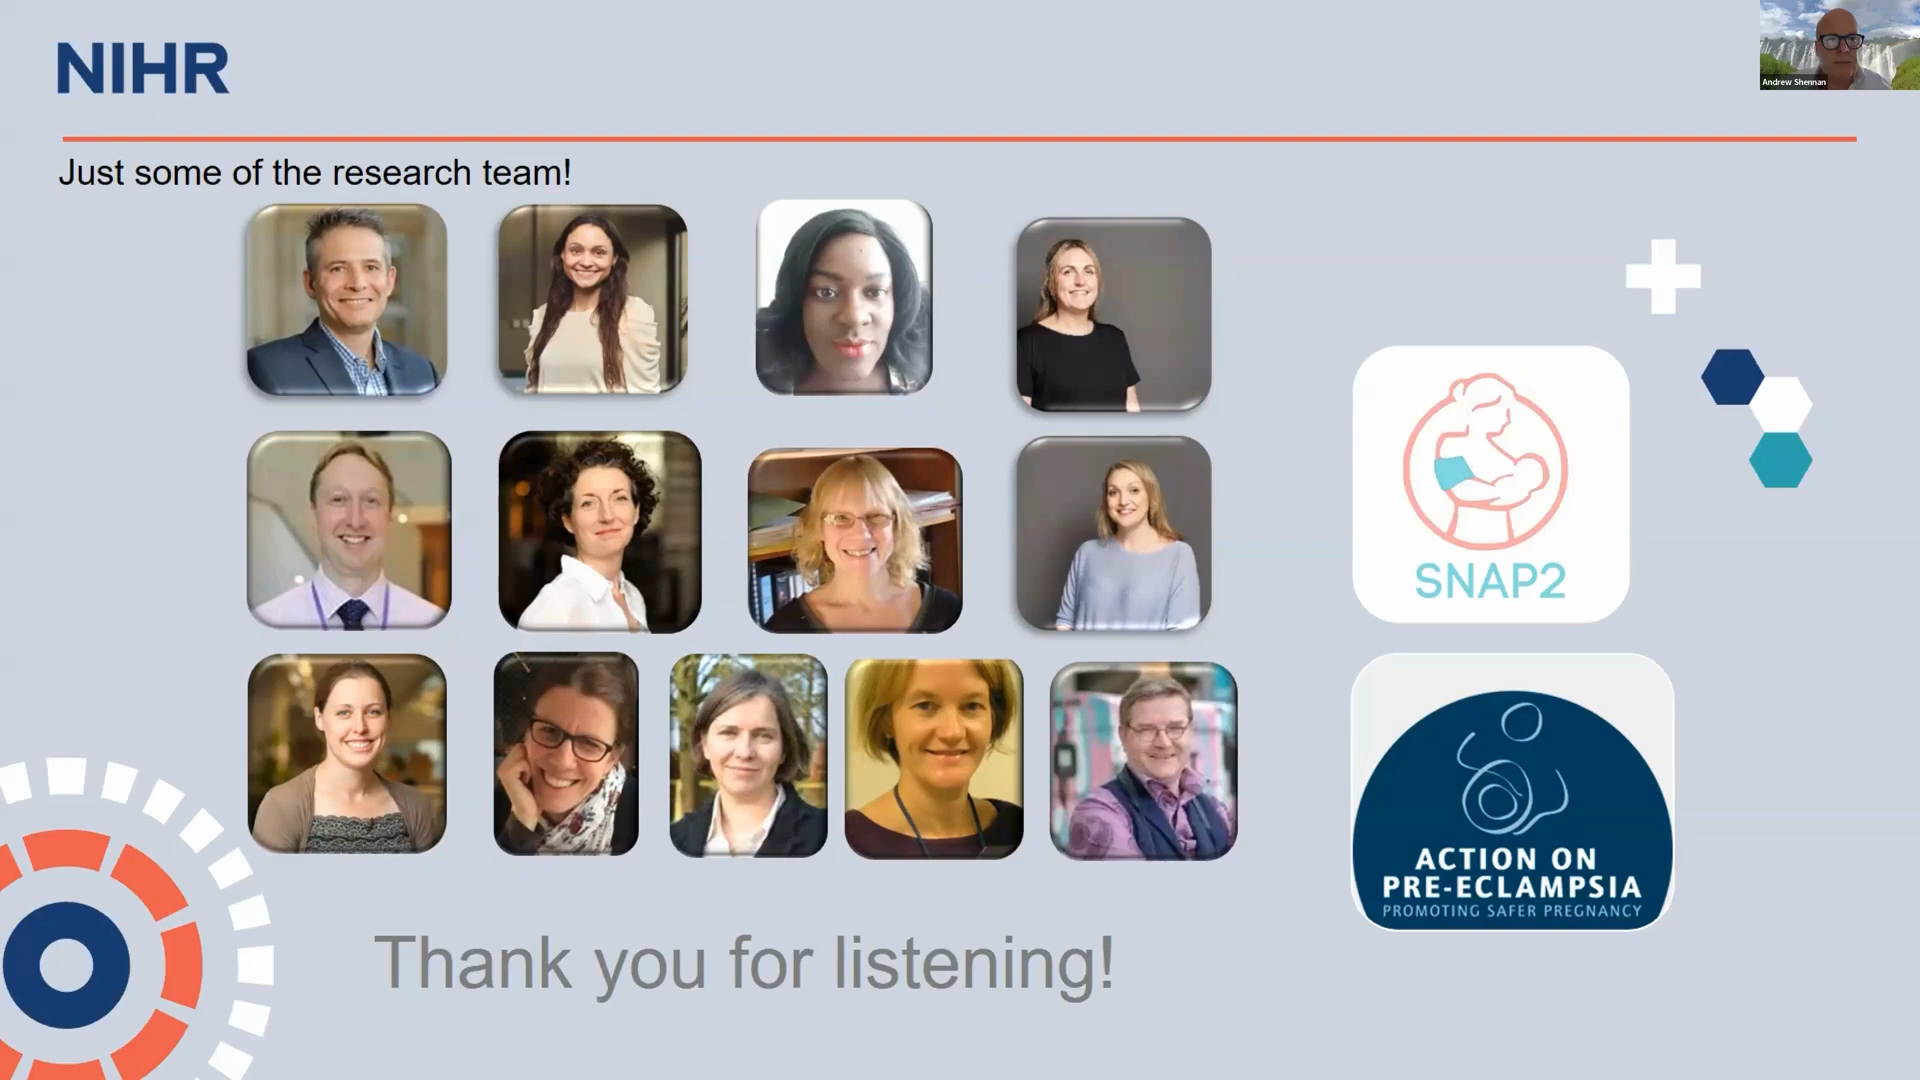 NIHR
Andrew Shennan
Just some of the research team!
SNAP2
ACTION ON
PRE-ECLAMPSIA
PROMOTING SAFER PREGNANCY
Thank you for listening!